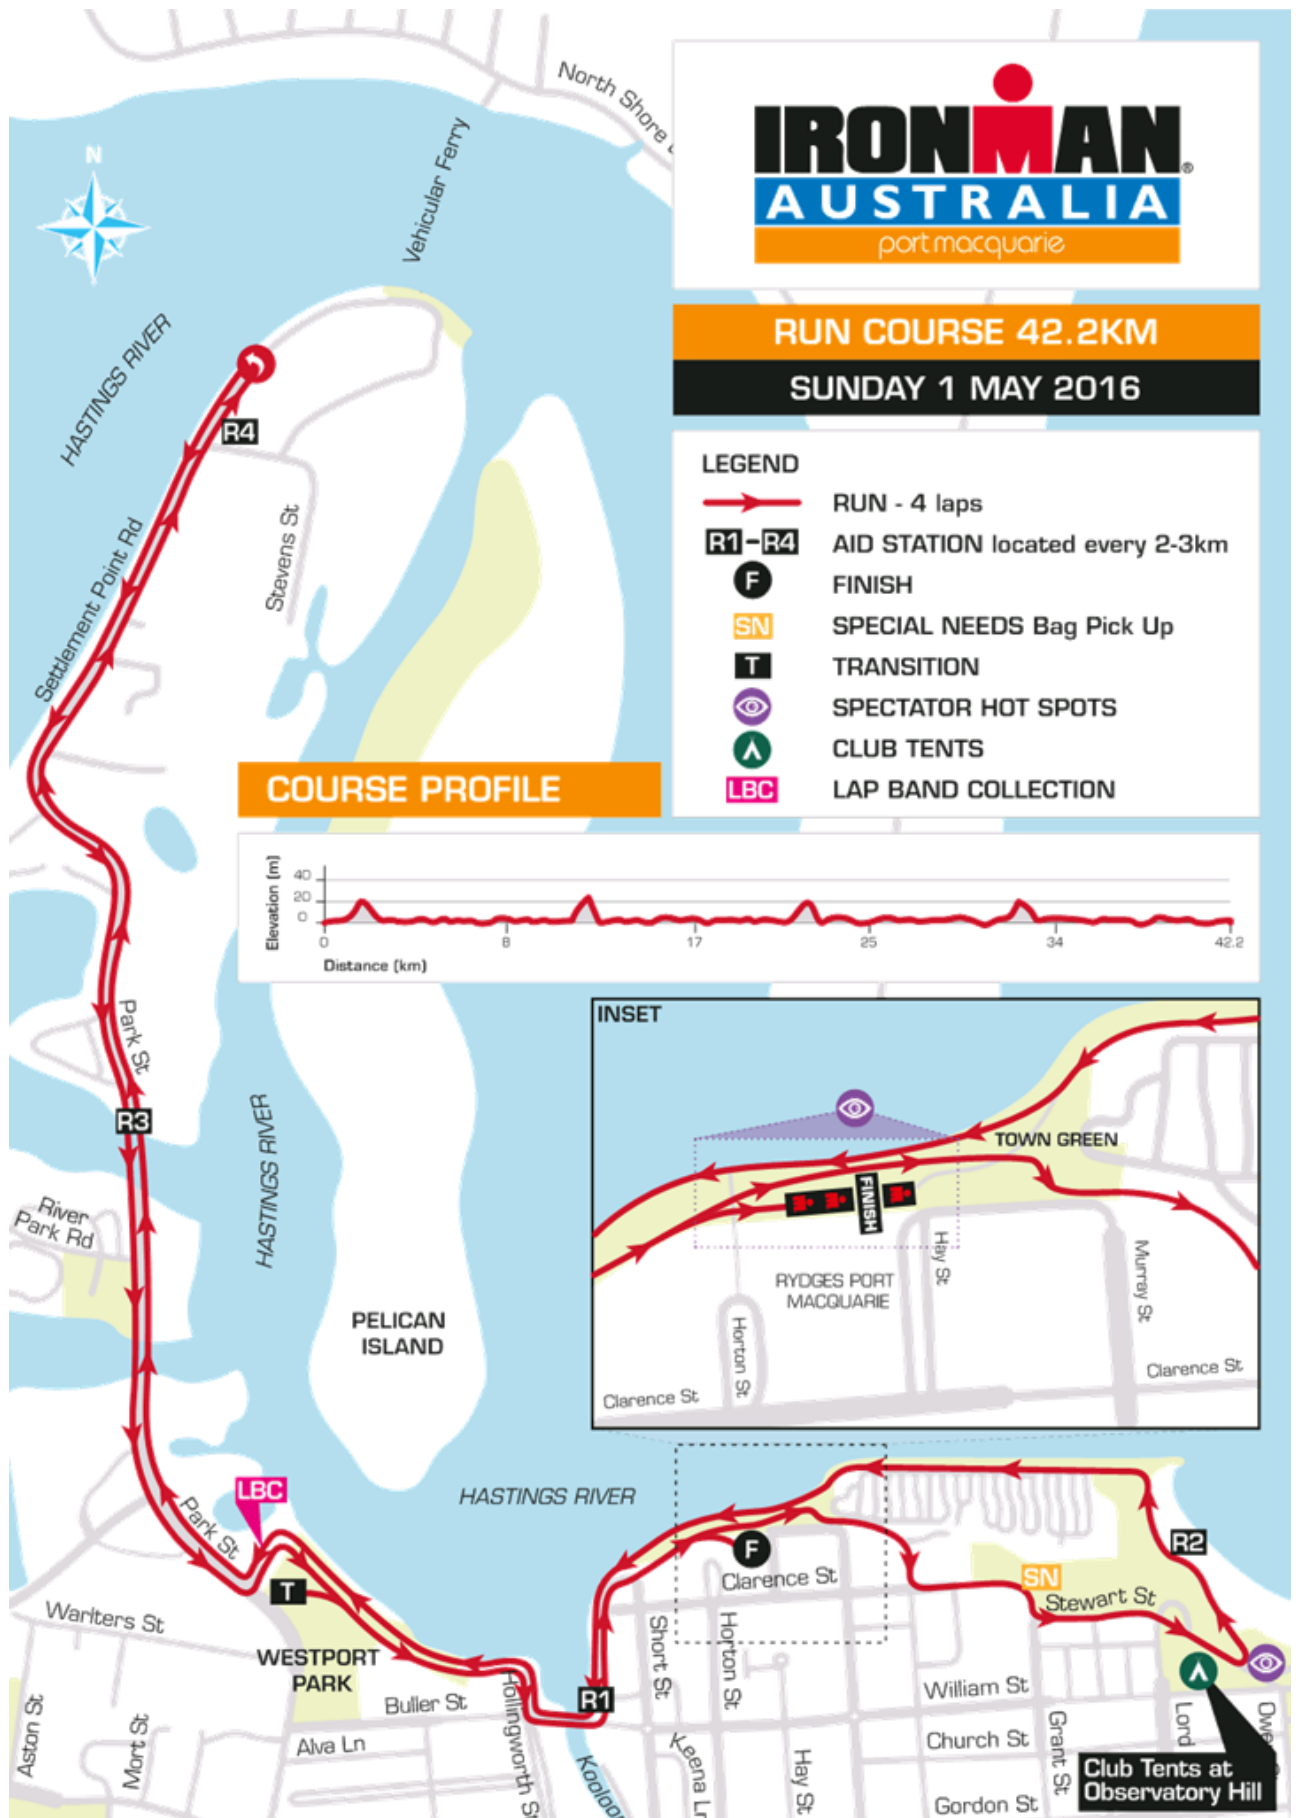 N
North Shore
Vehicular Ferry
HASTINGS RIVER
IRONMAN®
AUSTRALIA
port macquarie
RUN COURSE 42.2KM
SUNDAY 1 MAY 2016
LEGEND
RUN - 4 laps
R1-R4 AID STATION located every 2-3km
F FINISH
SN SPECIAL NEEDS Bag Pick Up
T TRANSITION
SPECTATOR HOT SPOTS
CLUB TENTS
LBC LAP BAND COLLECTION
R4
Stevens St
Settlement Point Rd
COURSE PROFILE
Elevation (m)
40
20
0
0 8 17 25 34 42.2
Distance (km)
Park St
R3
HASTINGS RIVER
River
Park Rd
PELICAN
ISLAND
INSET
TOWN GREEN
FINISH
RYDGES PORT
MACQUARIE
Hay St
Murray St
Horton St
Clarence St
Clarence St
LBC
HASTINGS RIVER
Park St
T
Wariters St
WESTPORT
PARK
Buller St
Alva Ln
Aston St
Mort St
Hollingworth St
R1
Short St
Horton St
F
Clarence St
Keena Ln
Hay St
SN
Stewart St
R2
William St
Church St
Gordon St
Grant St
Lord
Club Tents at
Observatory Hill